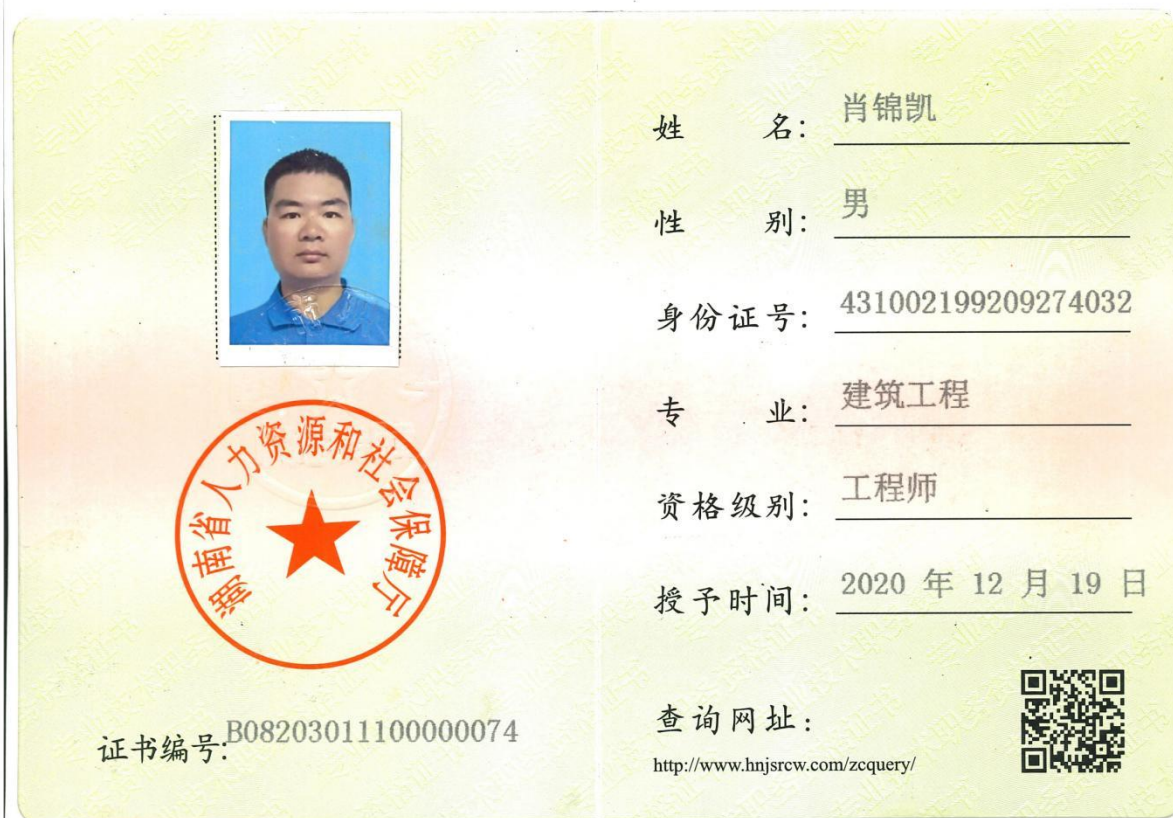 湖南省人力资源和社会保障厅
证书编号:B08203011100000074
姓 名: 肖锦凯
性 别: 男
身份证号: 431002199209274032
专 业: 建筑工程
资格级别: 工程师
授予时间: 2020 年 12 月 19 日
查询网址:
http://www.hnjsrcw.com/zcquery/